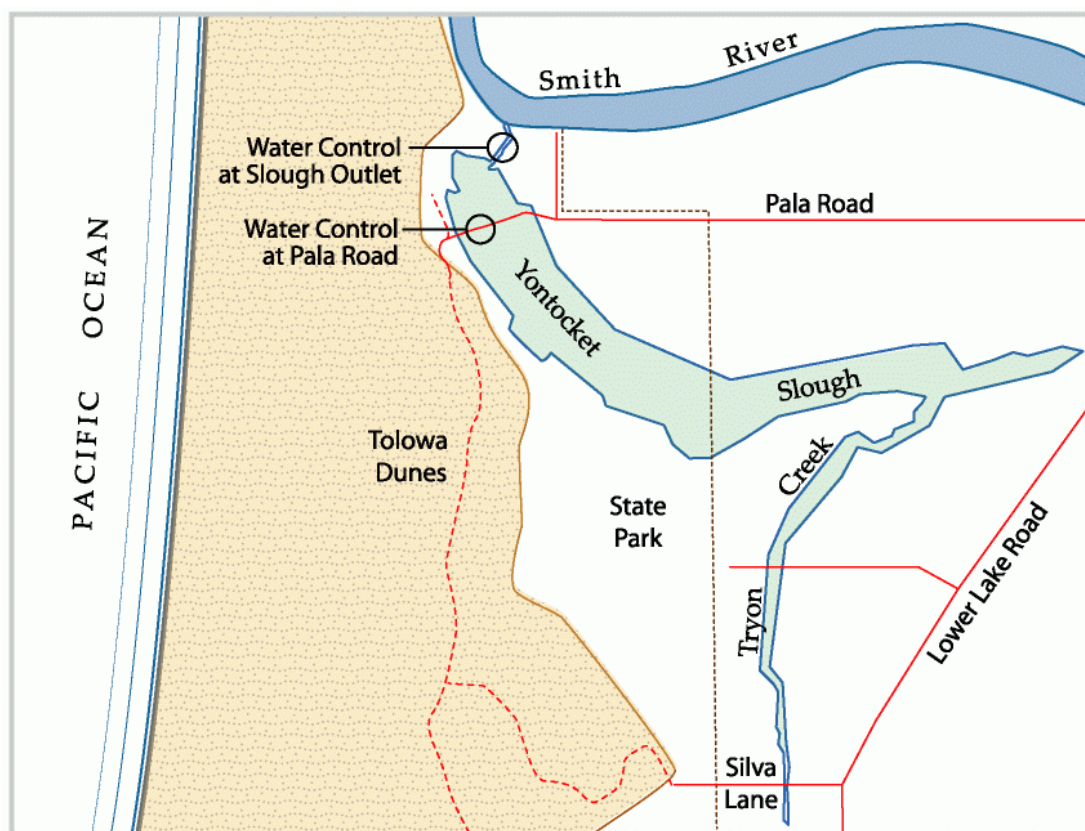 Smith River
Water Control
at Slough Outlet
Pala Road
Water Control
at Pala Road
PACIFIC OCEAN
Yontocket Slough
Tolowa
Dunes
State
Park
Tryon Creek
Lower Lake Road
Silva
Lane